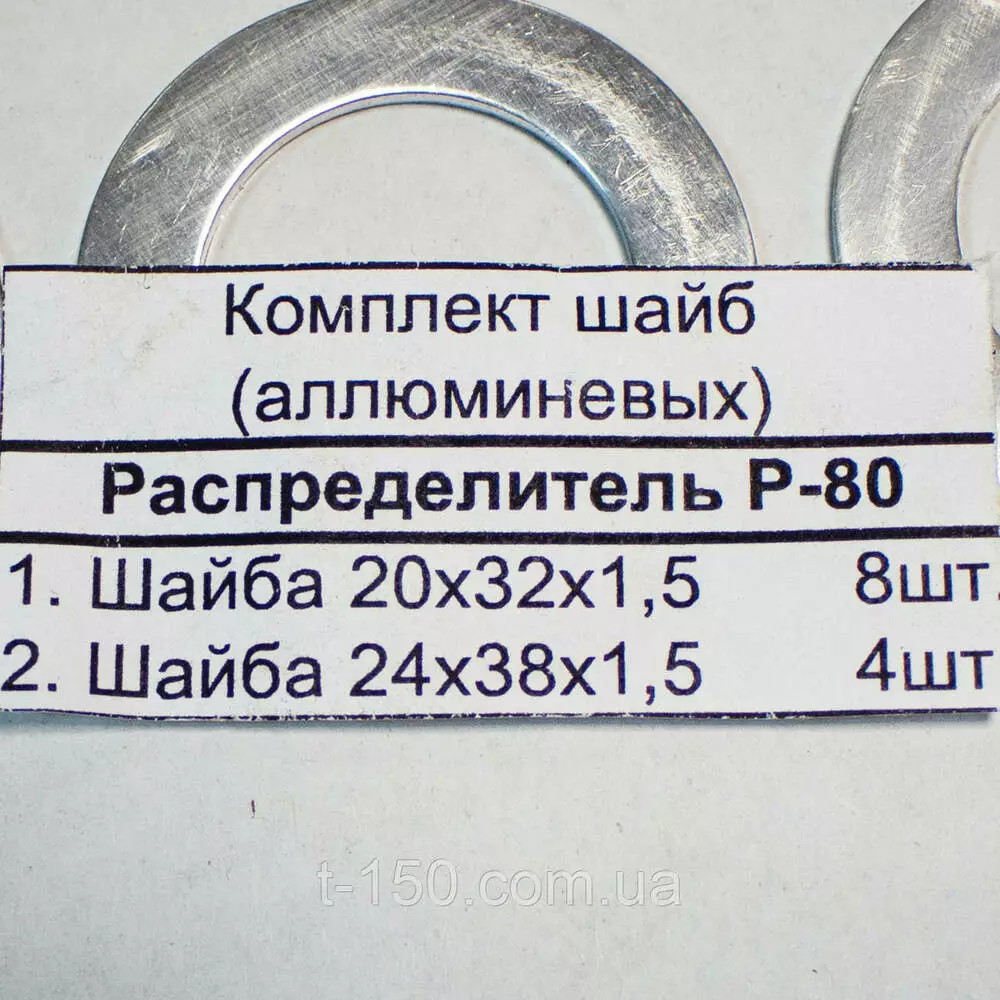 Комплект шайб
(аллюминевых)
Распределитель Р-80
1. Шайба 20х32х1,5 8шт.
2. Шайба 24х38х1,5 4шт
t-150.com.ua